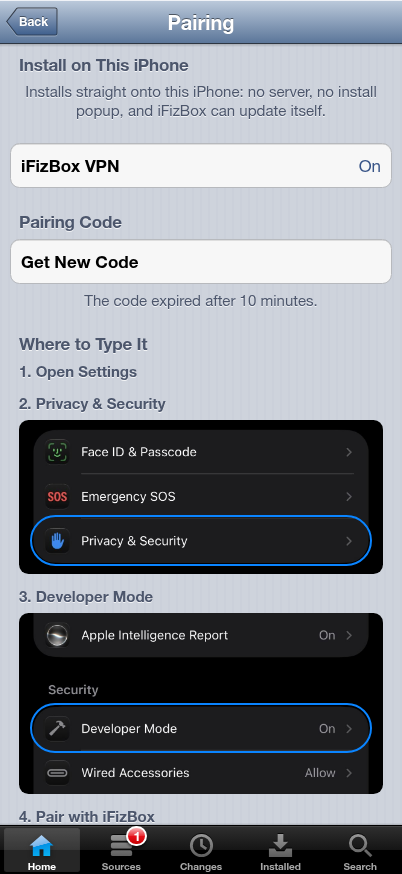 Back
Pairing
Install on This iPhone
Installs straight onto this iPhone: no server, no install
popup, and iFizBox can update itself.
iFizBox VPN On
Pairing Code
Get New Code
The code expired after 10 minutes.
Where to Type It
1. Open Settings
2. Privacy & Security
Face ID & Passcode
SOS Emergency SOS
Privacy & Security
3. Developer Mode
Apple Intelligence Report On
Security
Developer Mode On
Wired Accessories Allow
4. Pair with iFizBox
1
Home Sources Changes Installed Search